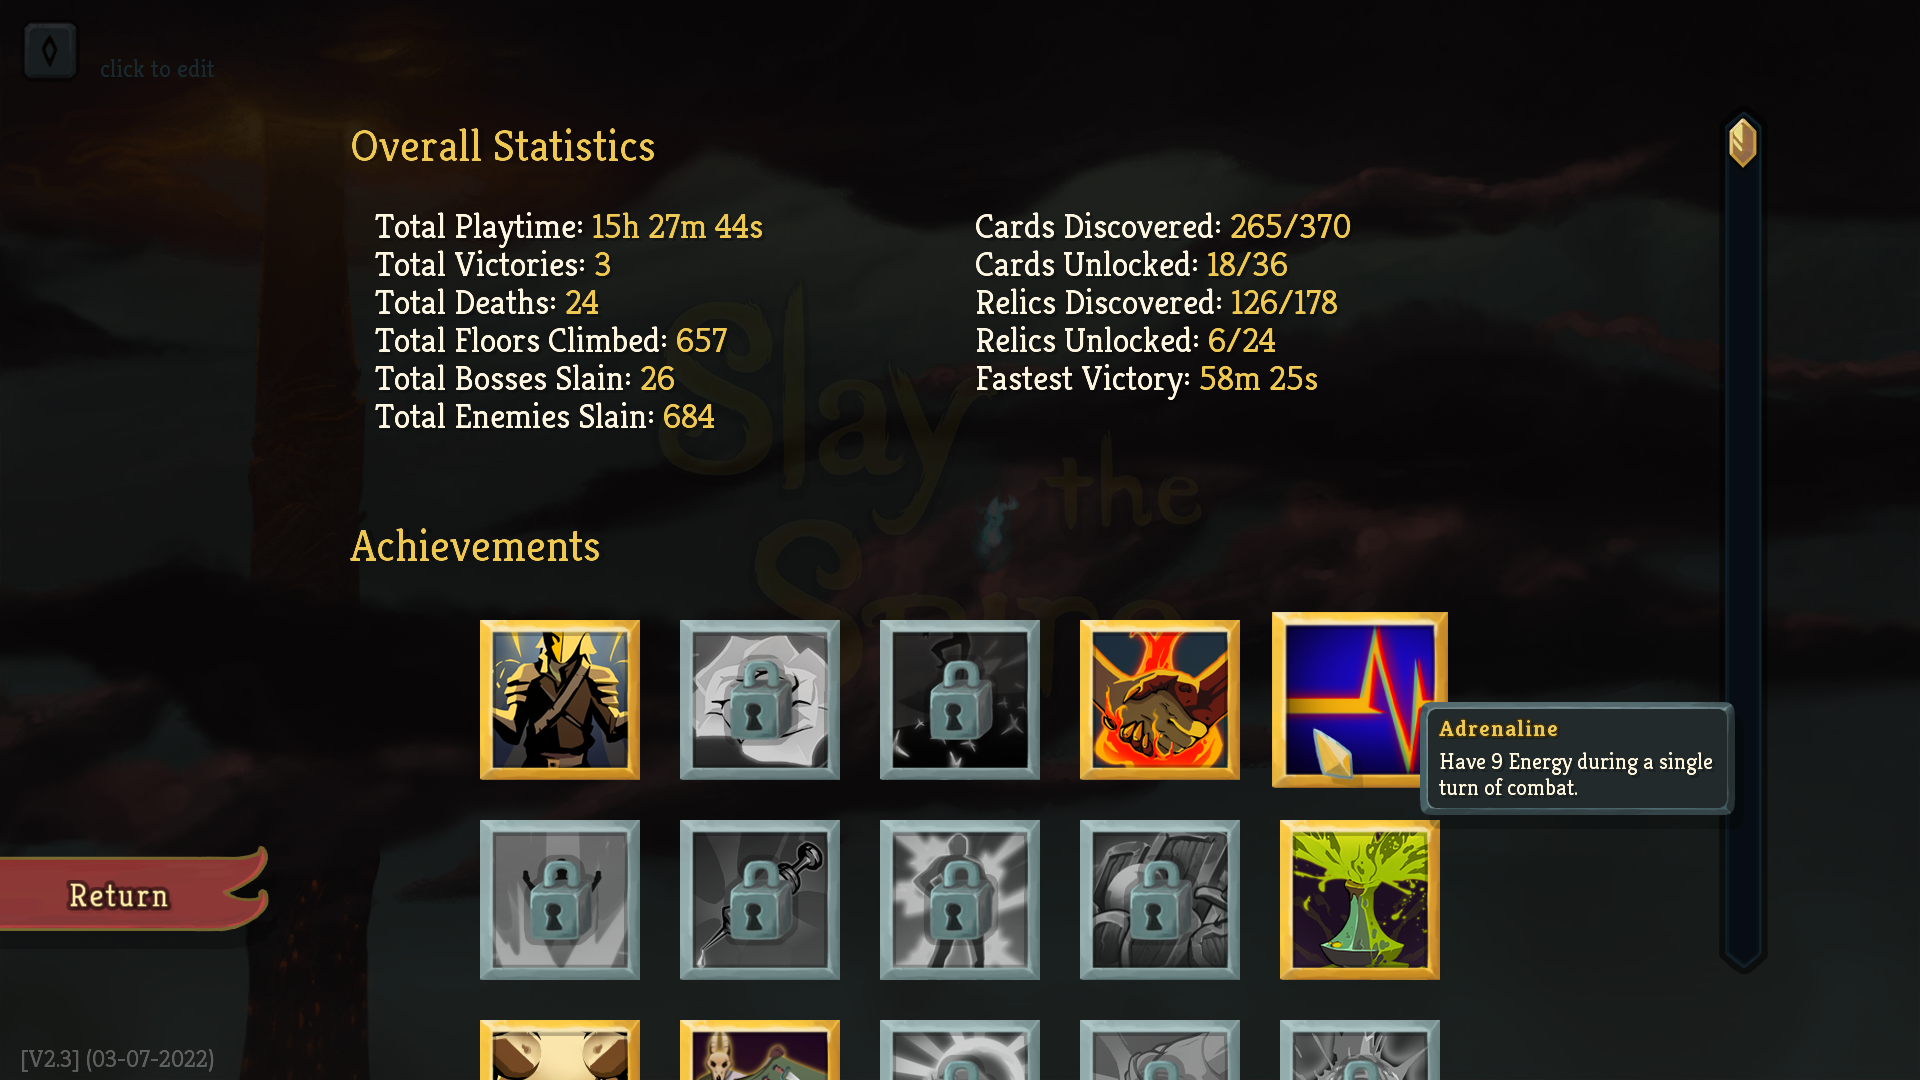 click to edit
Overall Statistics
Total Playtime: 15h 27m 44s
Total Victories: 3
Total Deaths: 24
Total Floors Climbed: 657
Total Bosses Slain: 26
Total Enemies Slain: 684
Cards Discovered: 265/370
Cards Unlocked: 18/36
Relics Discovered: 126/178
Relics Unlocked: 6/24
Fastest Victory: 58m 25s
Slay
the
Spire
Achievements
Adrenaline
Have 9 Energy during a single
turn of combat.
Return
[V2.3] (03-07-2022)